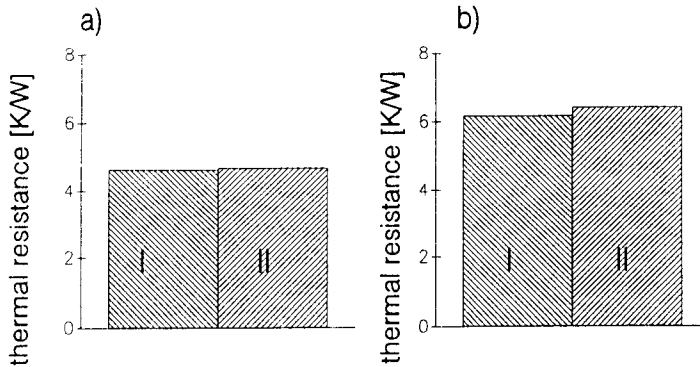 a)
thermal resistance [K/W]
8
6
4
2
0
I
II
b)
thermal resistance [K/W]
8
6
4
2
0
I
II